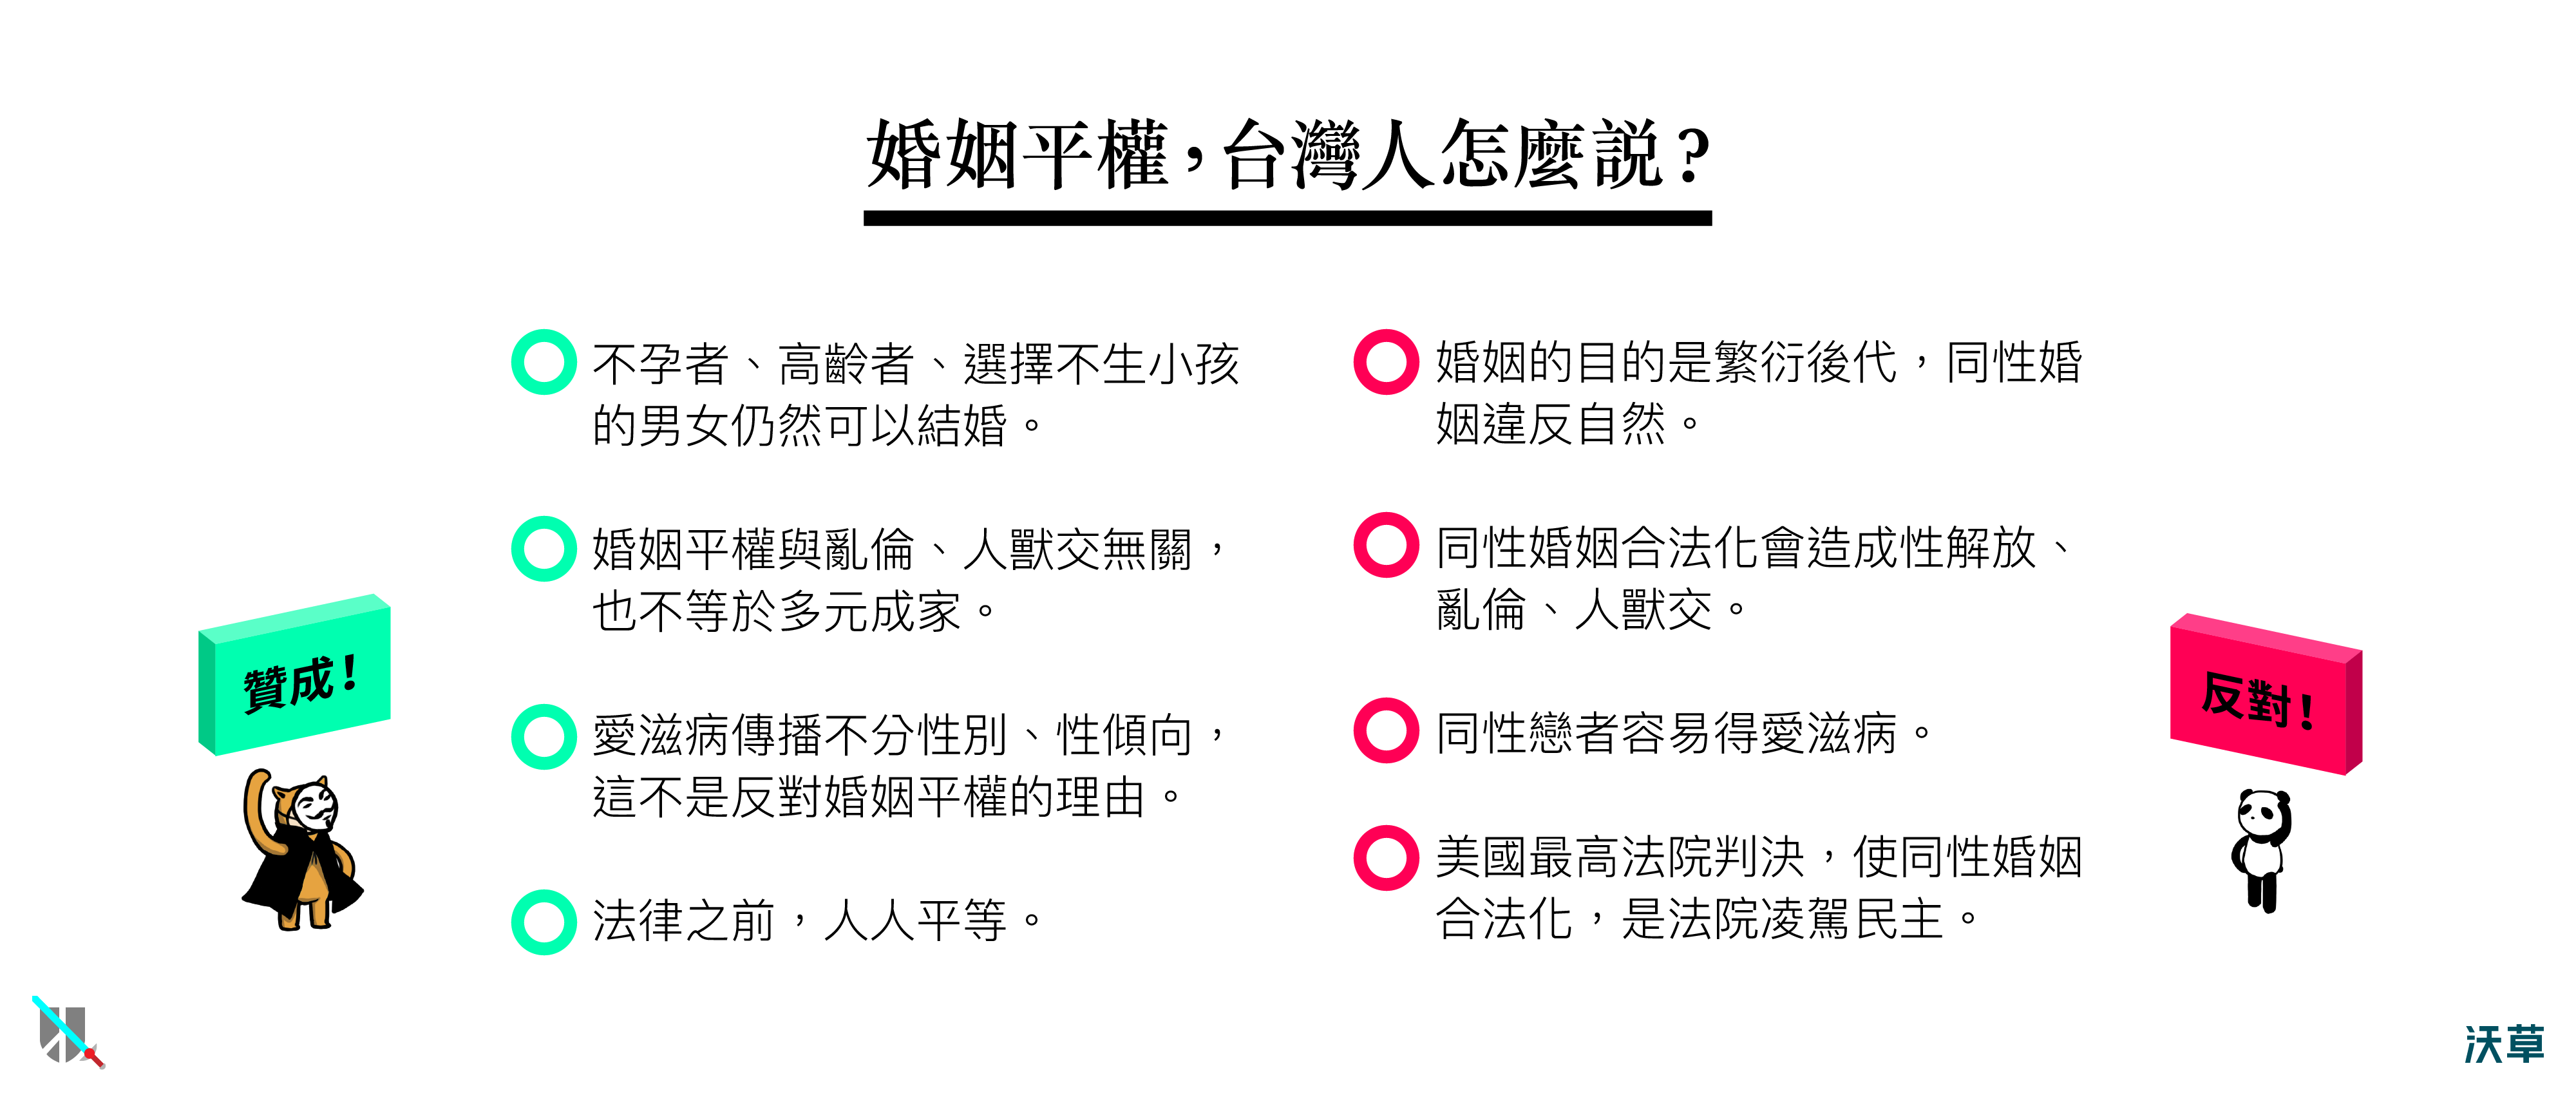 婚姻平權，台灣人怎麼説？
贊成！
不孕者、高齡者、選擇不生小孩
的男女仍然可以結婚。
婚姻平權與亂倫、人獸交無關，
也不等於多元成家。
愛滋病傳播不分性別、性傾向，
這不是反對婚姻平權的理由。
法律之前，人人平等。
婚姻的目的是繁衍後代，同性婚
姻違反自然。
同性婚姻合法化會造成性解放、
亂倫、人獸交。
同性戀者容易得愛滋病。
美國最高法院判決，使同性婚姻
合法化，是法院凌駕民主。
反對！
沃草